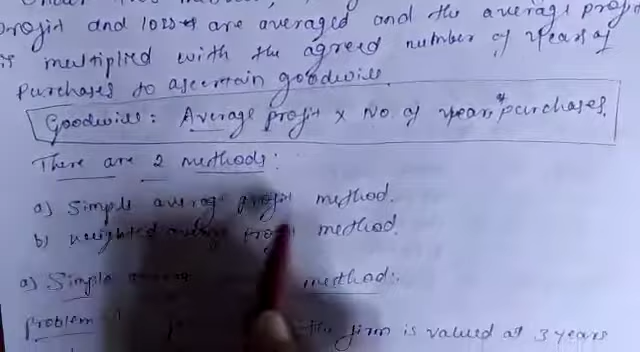 profit and loss are averaged and the average profit
is multiplied with the agreed number of years of
purchases to ascertain goodwill.
Goodwill: Average profit x No. of years purchases.
There are 2 methods:
a) Simple average profit method.
b) weighted average profit method.
a) Simple method:
Problem the firm is valued at 3 years